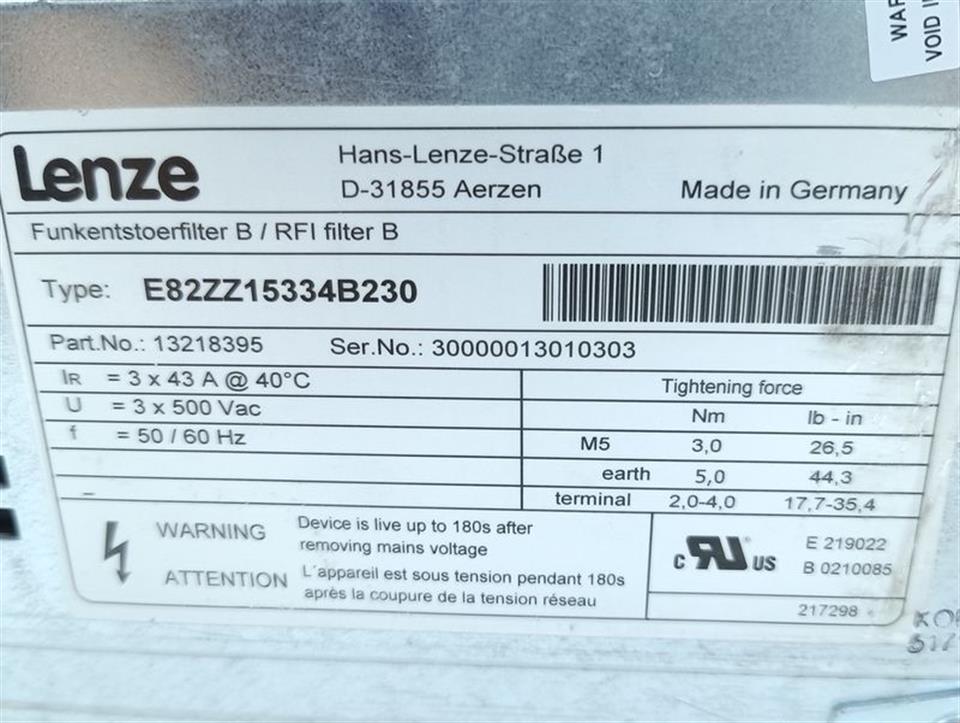 VOID
Lenze
Hans-Lenze-Straße 1
D-31855 Aerzen
Made in Germany
Funkentstoerfilter B / RFI filter B
Type: E82ZZ15334B230
Part.No.: 13218395
Ser.No.: 30000013010303
IR = 3 x 43 A @ 40°C
U = 3 x 500 Vac
f = 50 / 60 Hz
–
Tightening force
Nm lb - in
M5 3,0 26,5
earth 5,0 44,3
terminal 2,0-4,0 17,7-35,4
WARNING
Device is live up to 180s after
removing mains voltage
ATTENTION
L´appareil est sous tension pendant 180s
après la coupure de la tension réseau
c RU US
E 219022
B 0210085
217298